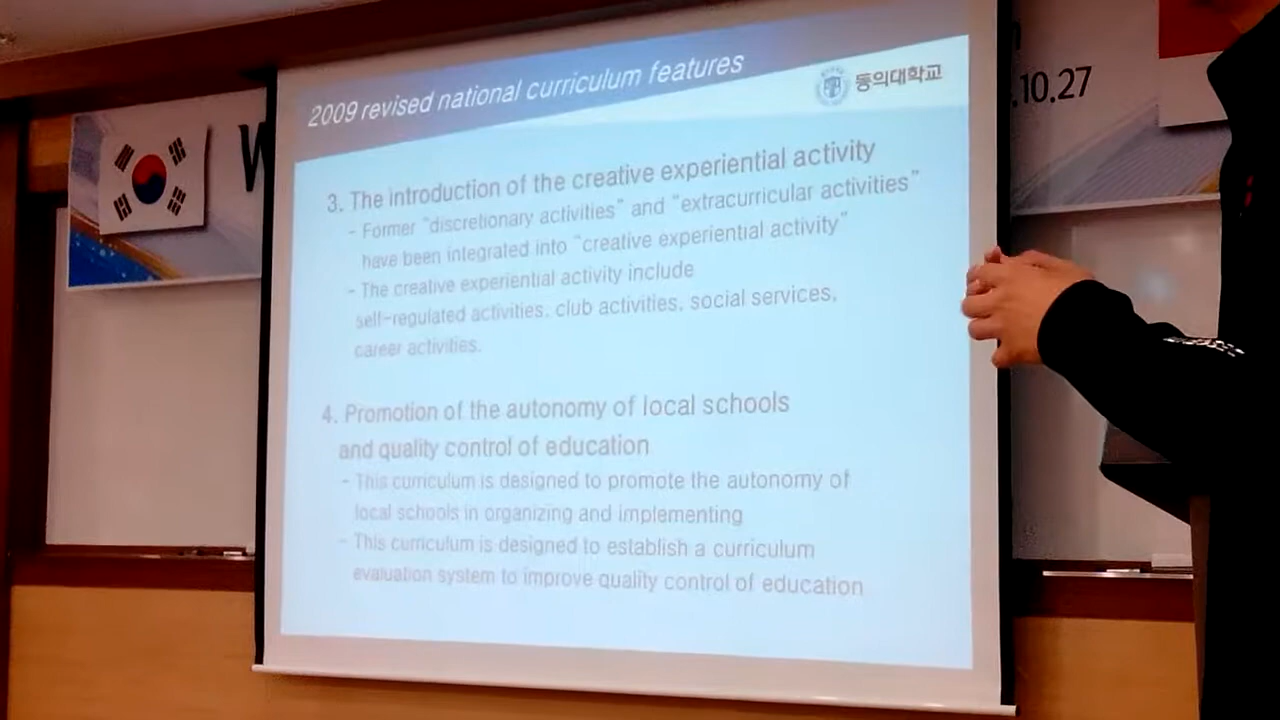 2009 revised national curriculum features
동의대학교
3. The introduction of the creative experiential activity
- Former "discretionary activities" and "extracurricular activities"
have been integrated into "creative experiential activity"
- The creative experiential activity include
self-regulated activities, club activities, social services,
career activities.
4. Promotion of the autonomy of local schools
and quality control of education
- This curriculum is designed to promote the autonomy of
local schools in organizing and implementing
- This curriculum is designed to establish a curriculum
evaluation system to improve quality control of education
W
.10.27